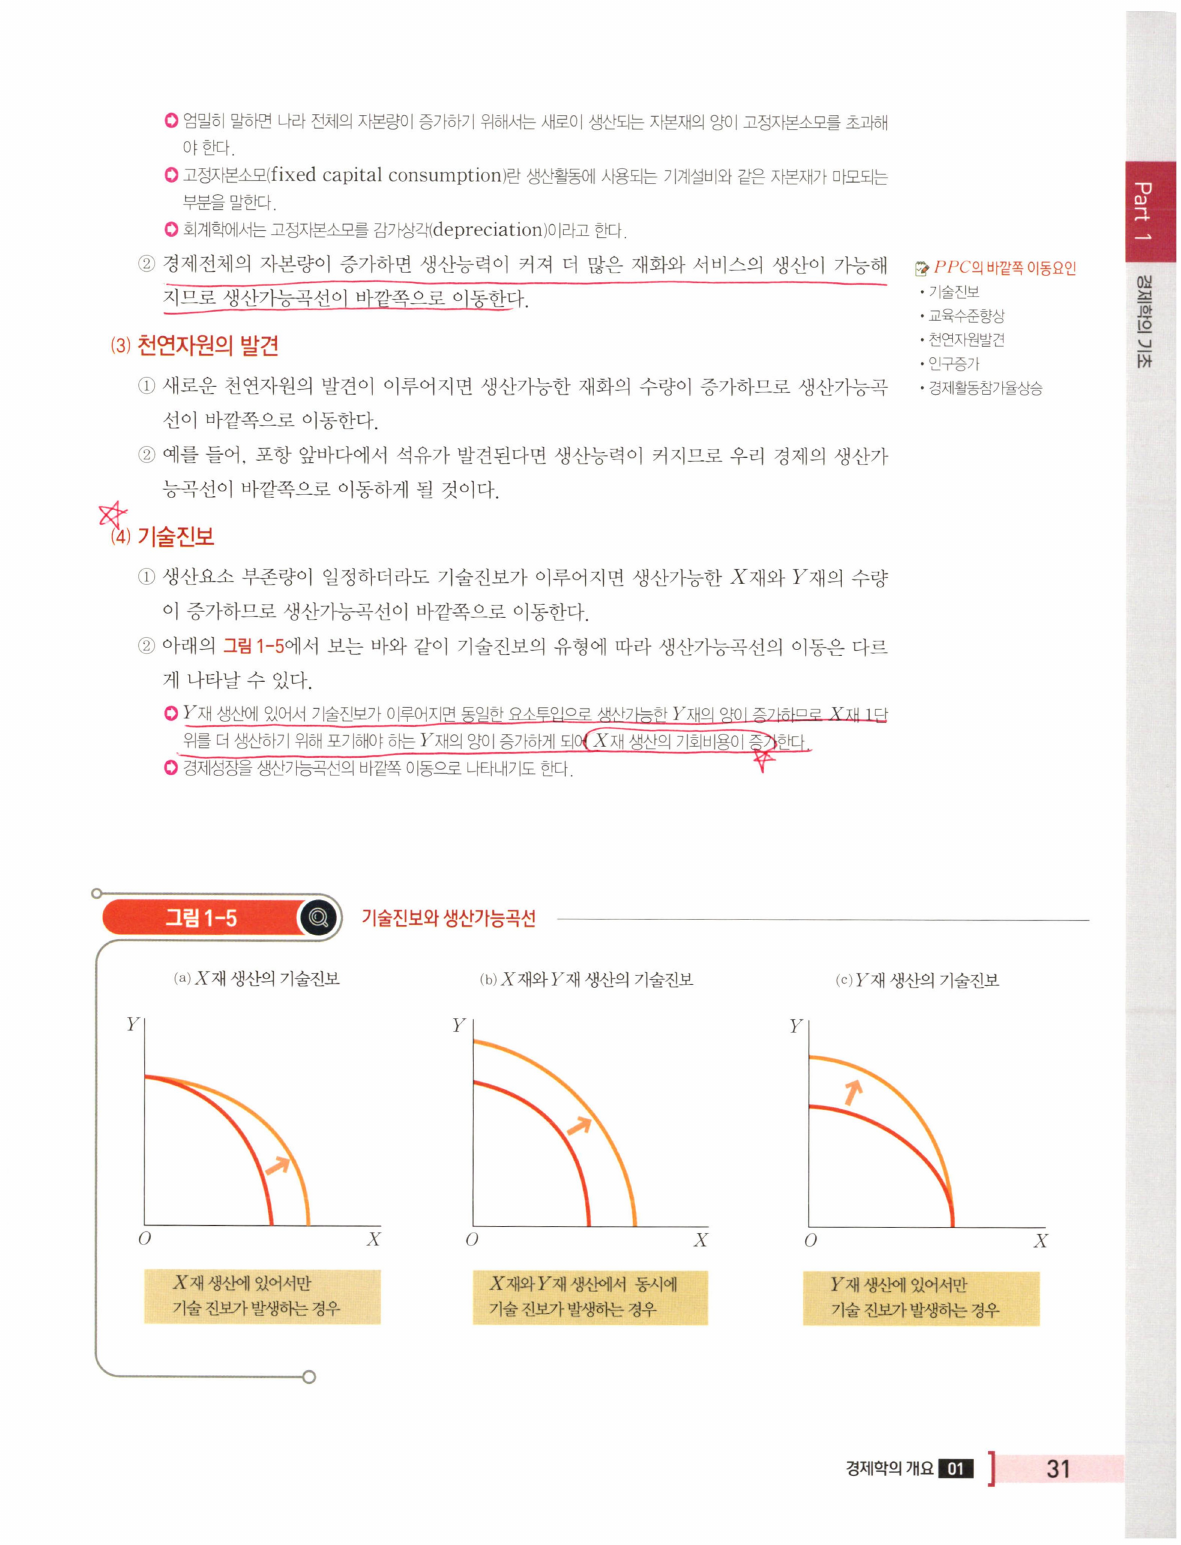 ➲ 엄밀히 말하면 나라 전체의 자본량이 증가하기 위해서는 새로이 생산되는 자본재의 양이 고정자본소모를 초과해
야 한다.
➲ 고정자본소모(fixed capital consumption)란 생산활동에 사용되는 기계설비와 같은 자본재가 마모되는
부분을 말한다.
➲ 회계학에서는 고정자본소모를 감가상각(depreciation)이라고 한다.
② 경제전체의 자본량이 증가하면 생산능력이 커져 더 많은 재화와 서비스의 생산이 가능해
지므로 생산가능곡선이 바깥쪽으로 이동한다.
PPC의 바깥쪽 이동요인
• 기술진보
• 교육수준향상
• 천연자원발견
• 인구증가
• 경제활동참가율상승
(3) 천연자원의 발견
① 새로운 천연자원의 발견이 이루어지면 생산가능한 재화의 수량이 증가하므로 생산가능곡
선이 바깥쪽으로 이동한다.
② 예를 들어, 포항 앞바다에서 석유가 발견된다면 생산능력이 커지므로 우리 경제의 생산가
능곡선이 바깥쪽으로 이동하게 될 것이다.
(4) 기술진보
① 생산요소 부존량이 일정하더라도 기술진보가 이루어지면 생산가능한 X재와 Y재의 수량
이 증가하므로 생산가능곡선이 바깥쪽으로 이동한다.
② 아래의 그림 1-5에서 보는 바와 같이 기술진보의 유형에 따라 생산가능곡선의 이동은 다르
게 나타날 수 있다.
➲ Y재 생산에 있어서 기술진보가 이루어지면 동일한 요소투입으로 생산가능한 Y재의 양이 증가하므로 X재 1단
위를 더 생산하기 위해 포기해야 하는 Y재의 양이 증가하게 되어 X재 생산의 기회비용이 증가한다.
➲ 경제성장을 생산가능곡선의 바깥쪽 이동으로 나타내기도 한다.
그림 1-5 기술진보와 생산가능곡선
(a) X재 생산의 기술진보
Y
O
X
X재 생산에 있어서만
기술 진보가 발생하는 경우
(b) X재와 Y재 생산의 기술진보
Y
O
X
X재와 Y재 생산에서 동시에
기술 진보가 발생하는 경우
(c) Y재 생산의 기술진보
Y
O
X
Y재 생산에 있어서만
기술 진보가 발생하는 경우
Part 1
경제학의 기초
경제학의 개요 01
31